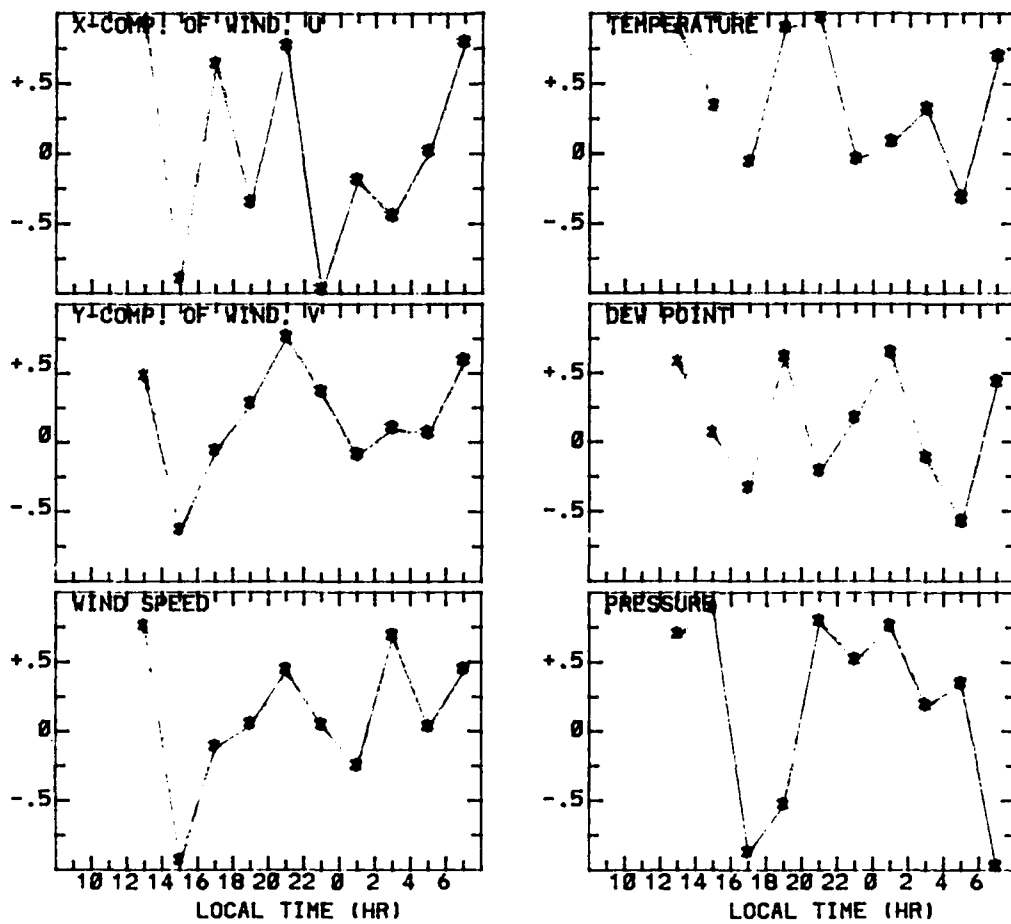 X-COMP. OF WIND, U
+.5
0
-.5
TEMPERATURE
+.5
0
-.5
Y-COMP. OF WIND, V
+.5
0
-.5
DEW POINT
+.5
0
-.5
WIND SPEED
+.5
0
-.5
10 12 14 16 18 20 22 0 2 4 6
LOCAL TIME (HR)
PRESSURE
+.5
0
-.5
10 12 14 16 18 20 22 0 2 4 6
LOCAL TIME (HR)